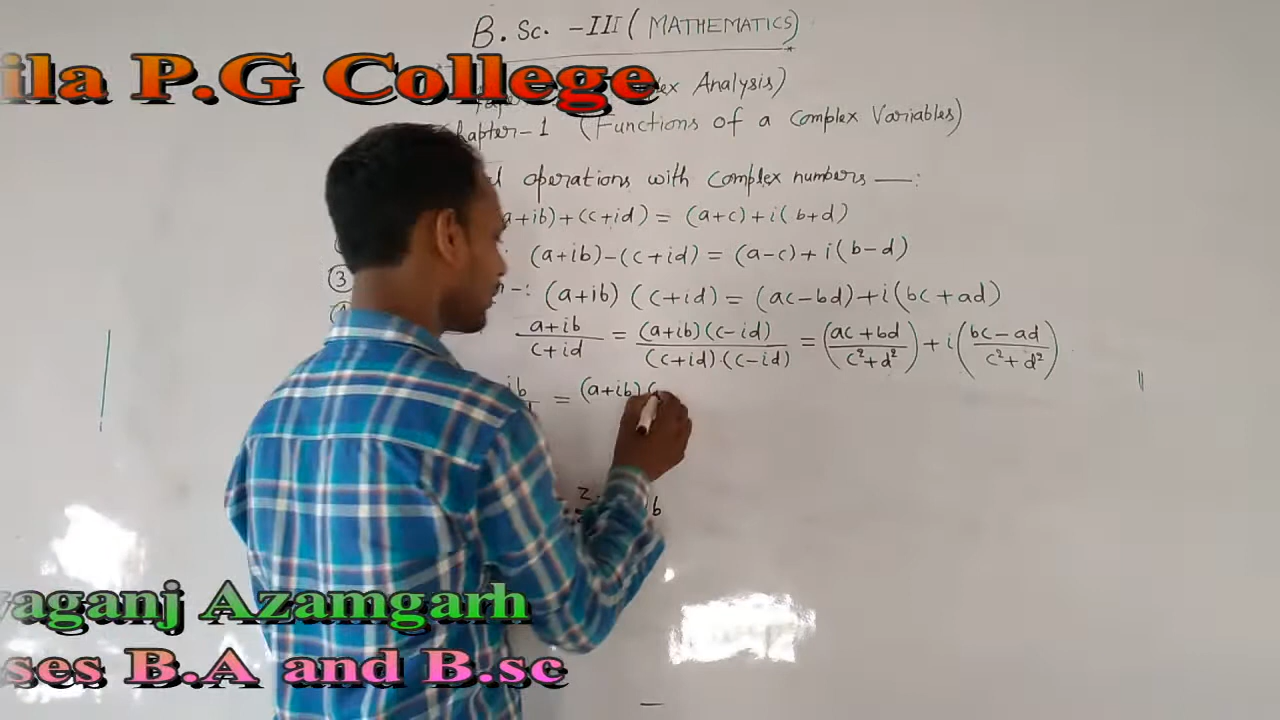 B. Sc. - III ( MATHEMATICS )
ila P.G College
Analysis)
Chapter - 1 (Functions of a Complex Variables)
operations with complex numbers —:
a+ib)+(c+id) = (a+c)+i(b+d)
(a+ib)-(c+id) = (a-c)+i(b-d)
③ (a+ib) (c+id) = (ac-bd)+i(bc+ad)
a+ib/c+id = (a+ib)(c-id)/(c+id).(c-id) = (ac+bd/c²+d²) + i(bc-ad/c²+d²)
ib = (a+ib)(
b
aganj Azamgarh
ses B.A and B.sc